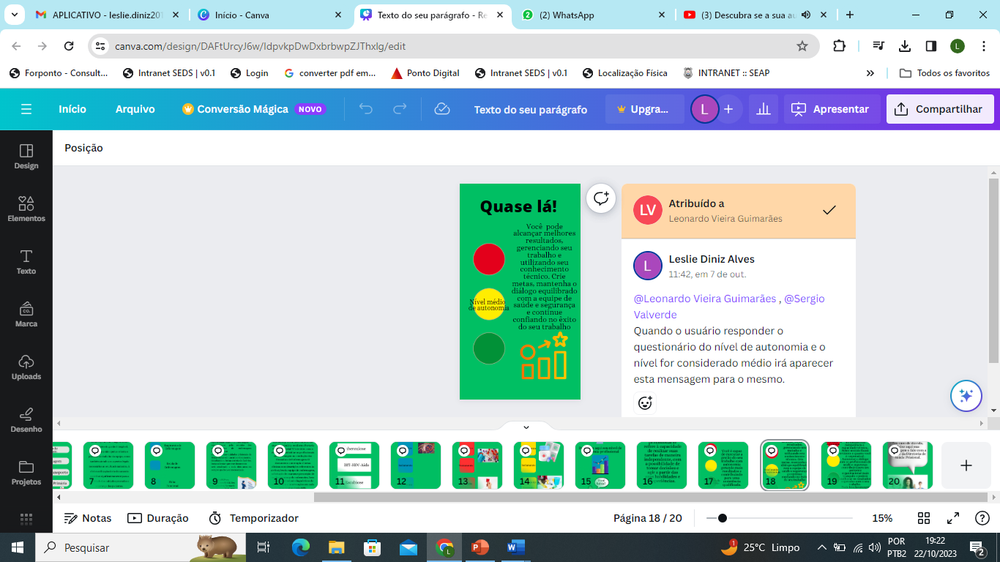 APLICATIVO - leslie.diniz201
Início - Canva
Texto do seu parágrafo - Re
(2) WhatsApp
(3) Descubra se a sua au
canva.com/design/DAFtUrcyJ6w/IdpvkpDwDxbrbwpZJThxlg/edit
L
Forponto - Consult...
Intranet SEDS | v0.1
Login
converter pdf em...
Ponto Digital
Intranet SEDS | v0.1
Localização Física
INTRANET :: SEAP
Todos os favoritos
Início
Arquivo
Conversão Mágica NOVO
Texto do seu parágrafo
Upgra...
L
Apresentar
Compartilhar
Posição
Design
Elementos
Texto
Marca
Uploads
Desenho
Projetos
Quase lá!
Você pode
alcançar melhores
resultados,
gerenciando seu
trabalho e
utilizando seu
conhecimento
técnico. Crie
metas, mantenha o
diálogo equilibrado
com a equipe de
saúde e segurança
e continue
confiando no êxito
do seu trabalho
Nível médio
de autonomia
LV
Atribuído a
Leonardo Vieira Guimarães
L
Leslie Diniz Alves
11:42, em 7 de out.
@Leonardo Vieira Guimarães , @Sergio
Valverde
Quando o usuário responder o
questionário do nível de autonomia e o
nível for considerado médio irá aparecer
esta mensagem para o mesmo.
7
8
9
10
11
12
13
14
15
16
17
18
19
20
Notas
Duração
Temporizador
Página 18 / 20
15%
Pesquisar
25°C Limpo
POR
PTB2
19:22
22/10/2023
2